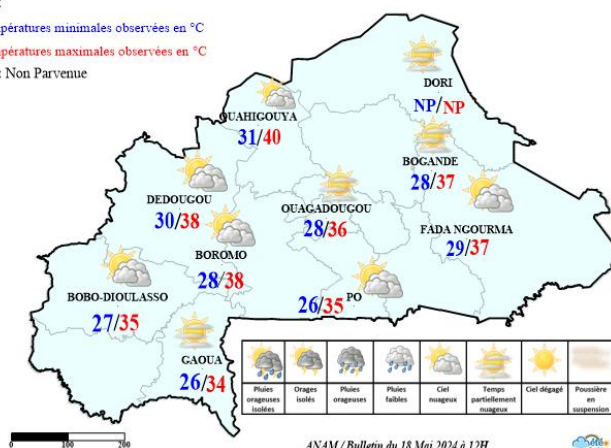 pératures minimales observées en °C
pératures maximales observées en °C
: Non Parvenue
DORI
NP/NP
OUAHIGOUYA
31/40
BOGANDE
28/37
DEDOUGOU
30/38
OUAGADOUGOU
28/36
FADA NGOURMA
29/37
BOROMO
28/38
BOBO-DIOULASSO
27/35
PO
26/35
GAOUA
26/34
Pluies orageuses isolées
Orages isolés
Pluies orageuses
Pluies faibles
Ciel nuageux
Temps partiellement nuageux
Ciel dégagé
Poussière en suspension
0 100 200
ANAM / Bulletin du 18 Mai 2024 à 12H